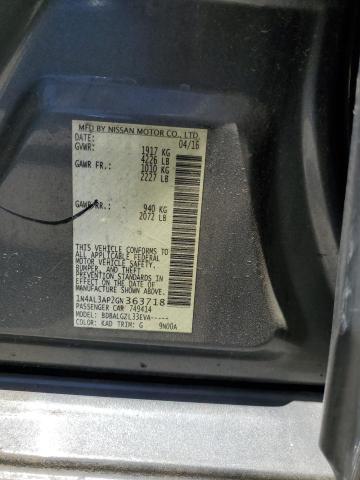 MFD BY NISSAN MOTOR CO., LTD.
DATE: 04/16
GVWR: 1917 KG
4226 LB
GAWR FR.: 1010 KG
2227 LB
GAWR RR.: 940 KG
2072 LB
THIS VEHICLE CONFORMS TO
ALL APPLICABLE FEDERAL
MOTOR VEHICLE SAFETY,
BUMPER, AND THEFT
PREVENTION STANDARDS IN
EFFECT ON THE DATE OF
MANUFACTURE SHOWN ABOVE.
1N4AL3AP2GN 363718
PASSENGER CAR 749414
MODEL: BDBALGZL33EVA-----
COLOR: KAD TRIM: G 9N00A